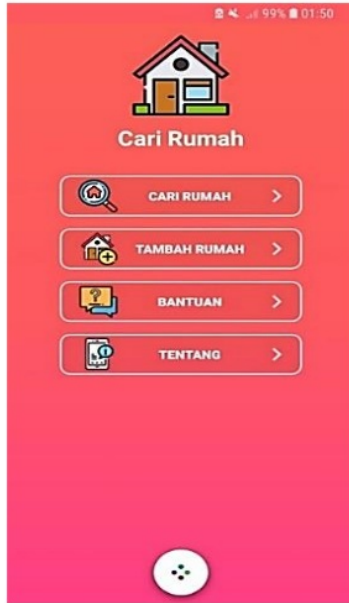 99% 01:50
Cari Rumah
CARI RUMAH
TAMBAH RUMAH
BANTUAN
TENTANG